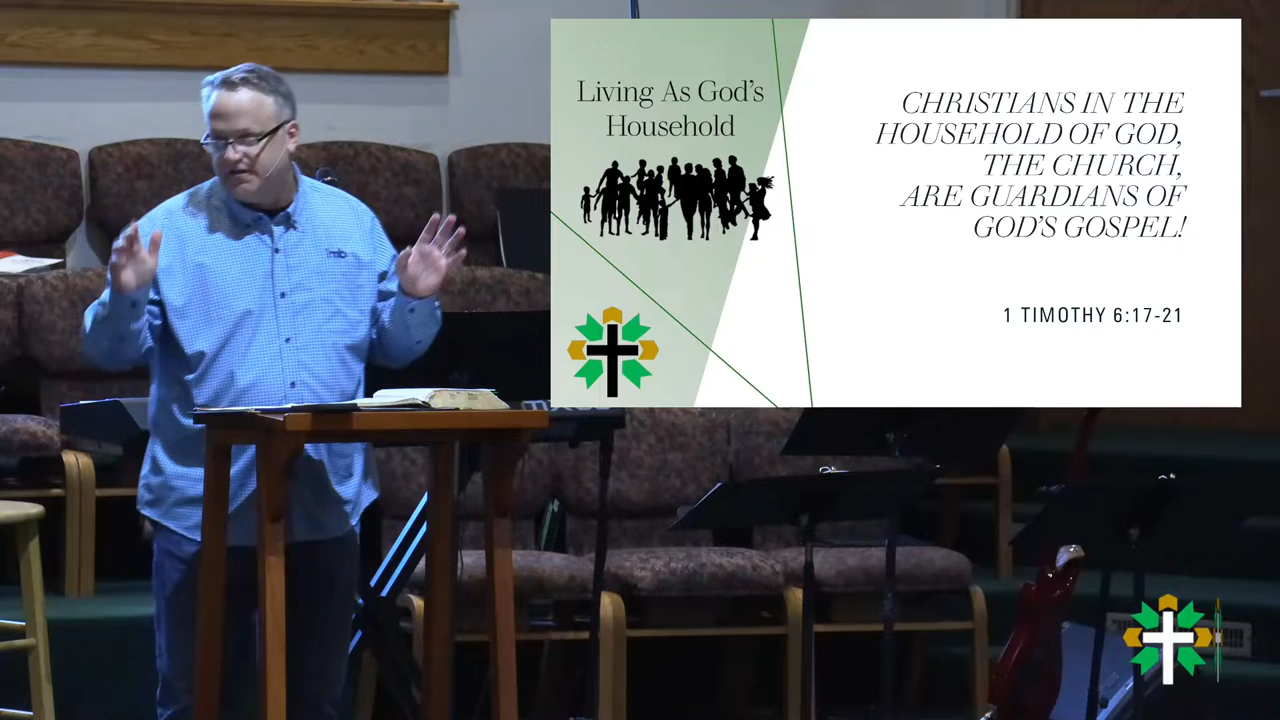 Living As God's
Household
CHRISTIANS IN THE
HOUSEHOLD OF GOD,
THE CHURCH,
ARE GUARDIANS OF
GOD'S GOSPEL!
1 TIMOTHY 6:17-21